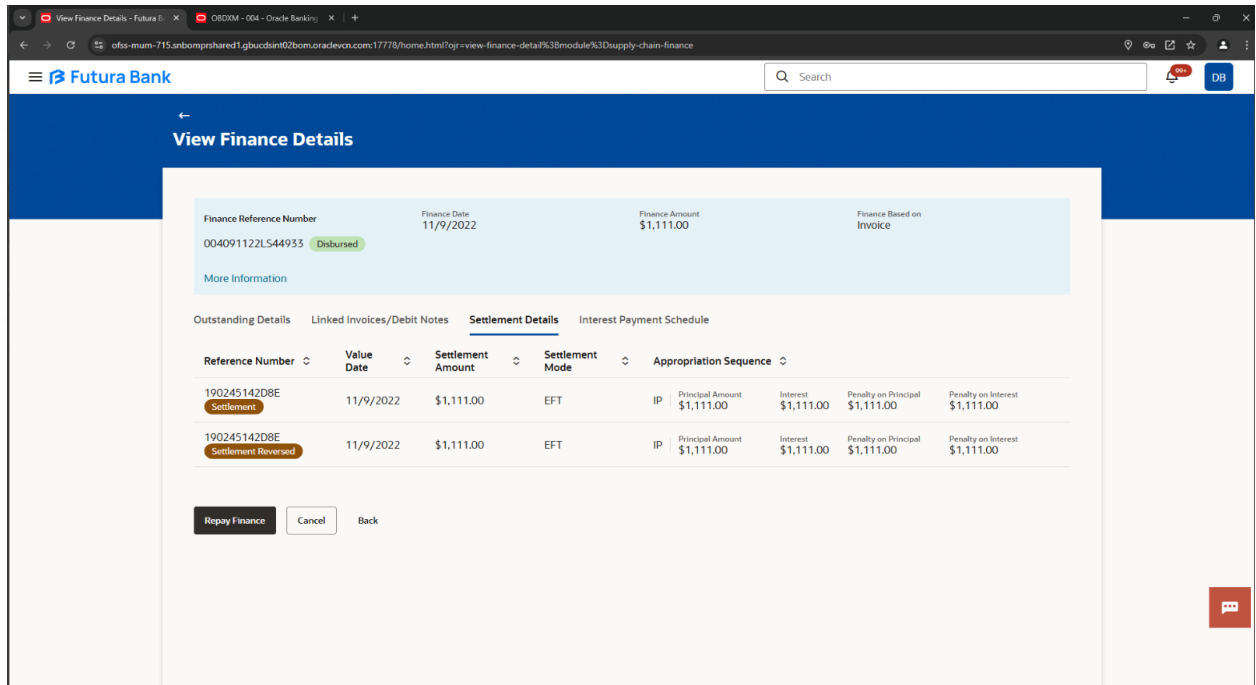 View Finance Details - Futura B
OBDXM - 004 - Oracle Banking
ofss-mum-715.snbomprshared1.gbucdsint02bom.oraclevcn.com:17778/home.html?ojr=view-finance-detail%3Bmodule%3Dsupply-chain-finance
Futura Bank
Search
99+
DB
View Finance Details
Finance Reference Number
004091122LS44933 Disbursed
Finance Date
11/9/2022
Finance Amount
$1,111.00
Finance Based on
Invoice
More Information
Outstanding Details Linked Invoices/Debit Notes Settlement Details Interest Payment Schedule
Reference Number Value Date Settlement Amount Settlement Mode Appropriation Sequence
190245142D8E
Settlement
11/9/2022 $1,111.00 EFT IP
Principal Amount Interest Penalty on Principal Penalty on Interest
$1,111.00 $1,111.00 $1,111.00 $1,111.00
190245142D8E
Settlement Reversed
11/9/2022 $1,111.00 EFT IP
Principal Amount Interest Penalty on Principal Penalty on Interest
$1,111.00 $1,111.00 $1,111.00 $1,111.00
Repay Finance Cancel Back